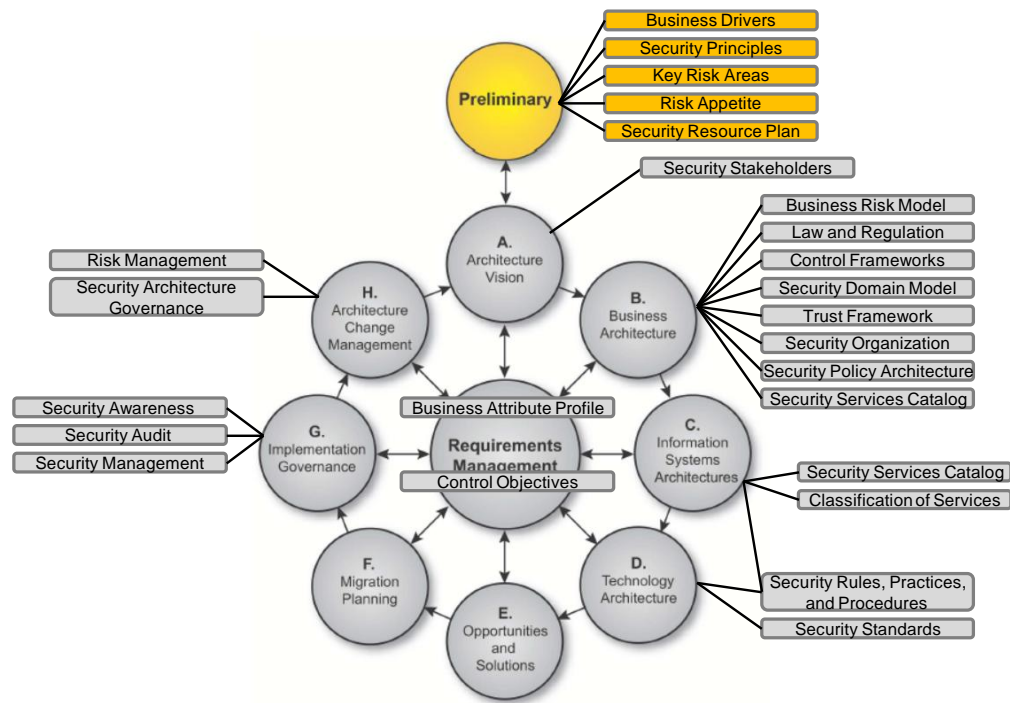 Business Drivers
Security Principles
Key Risk Areas
Risk Appetite
Security Resource Plan
Preliminary
Security Stakeholders
A.
Architecture
Vision
Business Risk Model
Law and Regulation
Control Frameworks
Security Domain Model
Trust Framework
Security Organization
Security Policy Architecture
Security Services Catalog
Risk Management
Security Architecture
Governance
H.
Architecture
Change
Management
B.
Business
Architecture
Security Awareness
Security Audit
Security Management
G.
Implementation
Governance
Business Attribute Profile
Requirements
Management
Control Objectives
C.
Information
Systems
Architectures
Security Services Catalog
Classification of Services
F.
Migration
Planning
E.
Opportunities
and
Solutions
D.
Technology
Architecture
Security Rules, Practices,
and Procedures
Security Standards